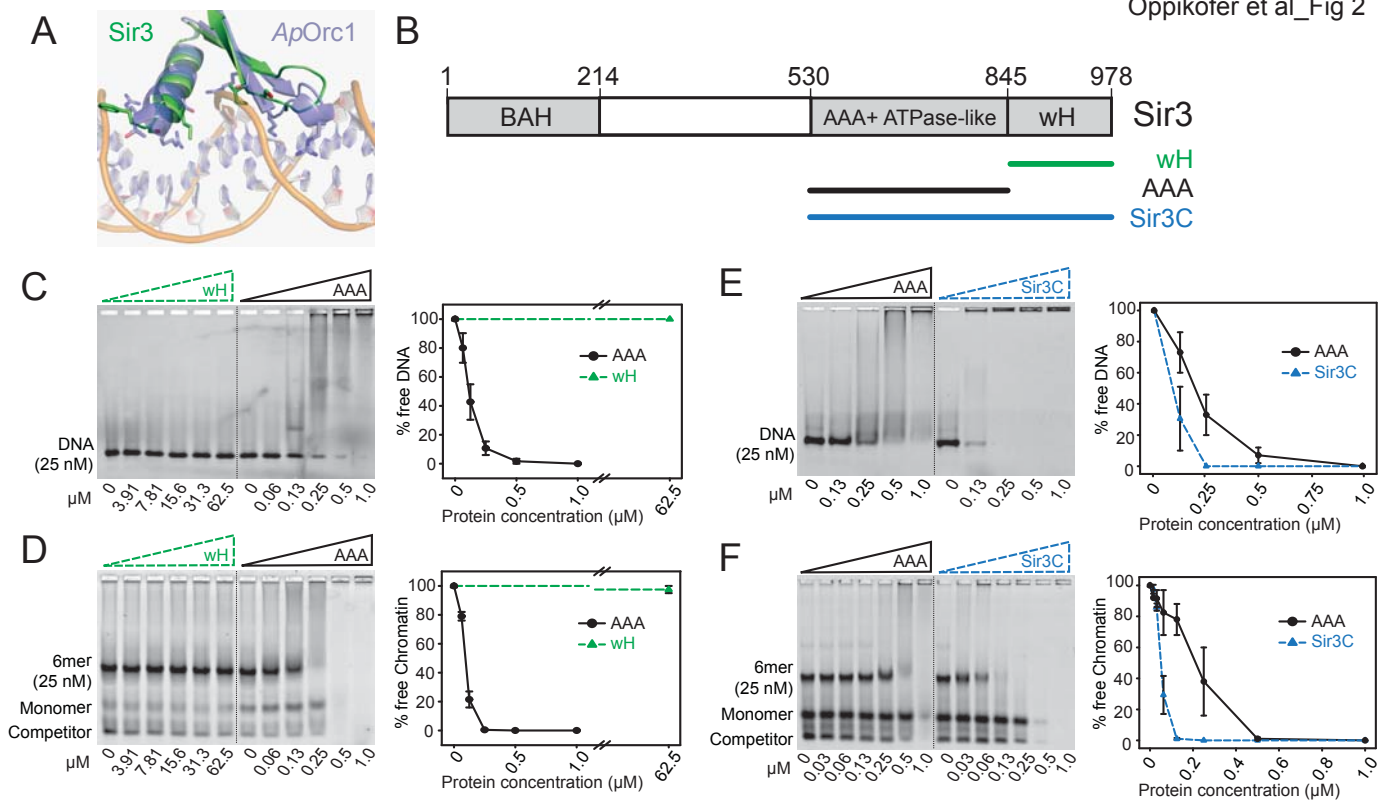 Oppikofer et al_Fig 2
A
Sir3
ApOrc1
B
1 214 530 845 978
BAH AAA+ ATPase-like wH Sir3
wH
AAA
Sir3C
C
wH AAA
DNA
(25 nM)
µM 0 3.91 7.81 15.6 31.3 62.5 0 0.06 0.13 0.25 0.5 1.0
% free DNA
100
80
60
40
20
0
AAA
wH
0 0.5 1.0 62.5
Protein concentration (µM)
E
AAA Sir3C
DNA
(25 nM)
µM 0 0.13 0.25 0.5 1.0 0 0.13 0.25 0.5 1.0
% free DNA
100
80
60
40
20
0
AAA
Sir3C
0 0.25 0.5 0.75 1.0
Protein concentration (µM)
D
wH AAA
6mer
(25 nM)
Monomer
Competitor
µM 0 3.91 7.81 15.6 31.3 62.5 0 0.06 0.13 0.25 0.5 1.0
% free Chromatin
100
80
60
40
20
0
AAA
wH
0 0.5 1.0 62.5
Protein concentration (µM)
F
AAA Sir3C
6mer
(25 nM)
Monomer
Competitor
µM 0 0.03 0.06 0.13 0.25 0.5 1.0 0 0.03 0.06 0.13 0.25 0.5 1.0
% free Chromatin
100
80
60
40
20
0
AAA
Sir3C
0 0.2 0.4 0.6 0.8 1.0
Protein concentration (µM)